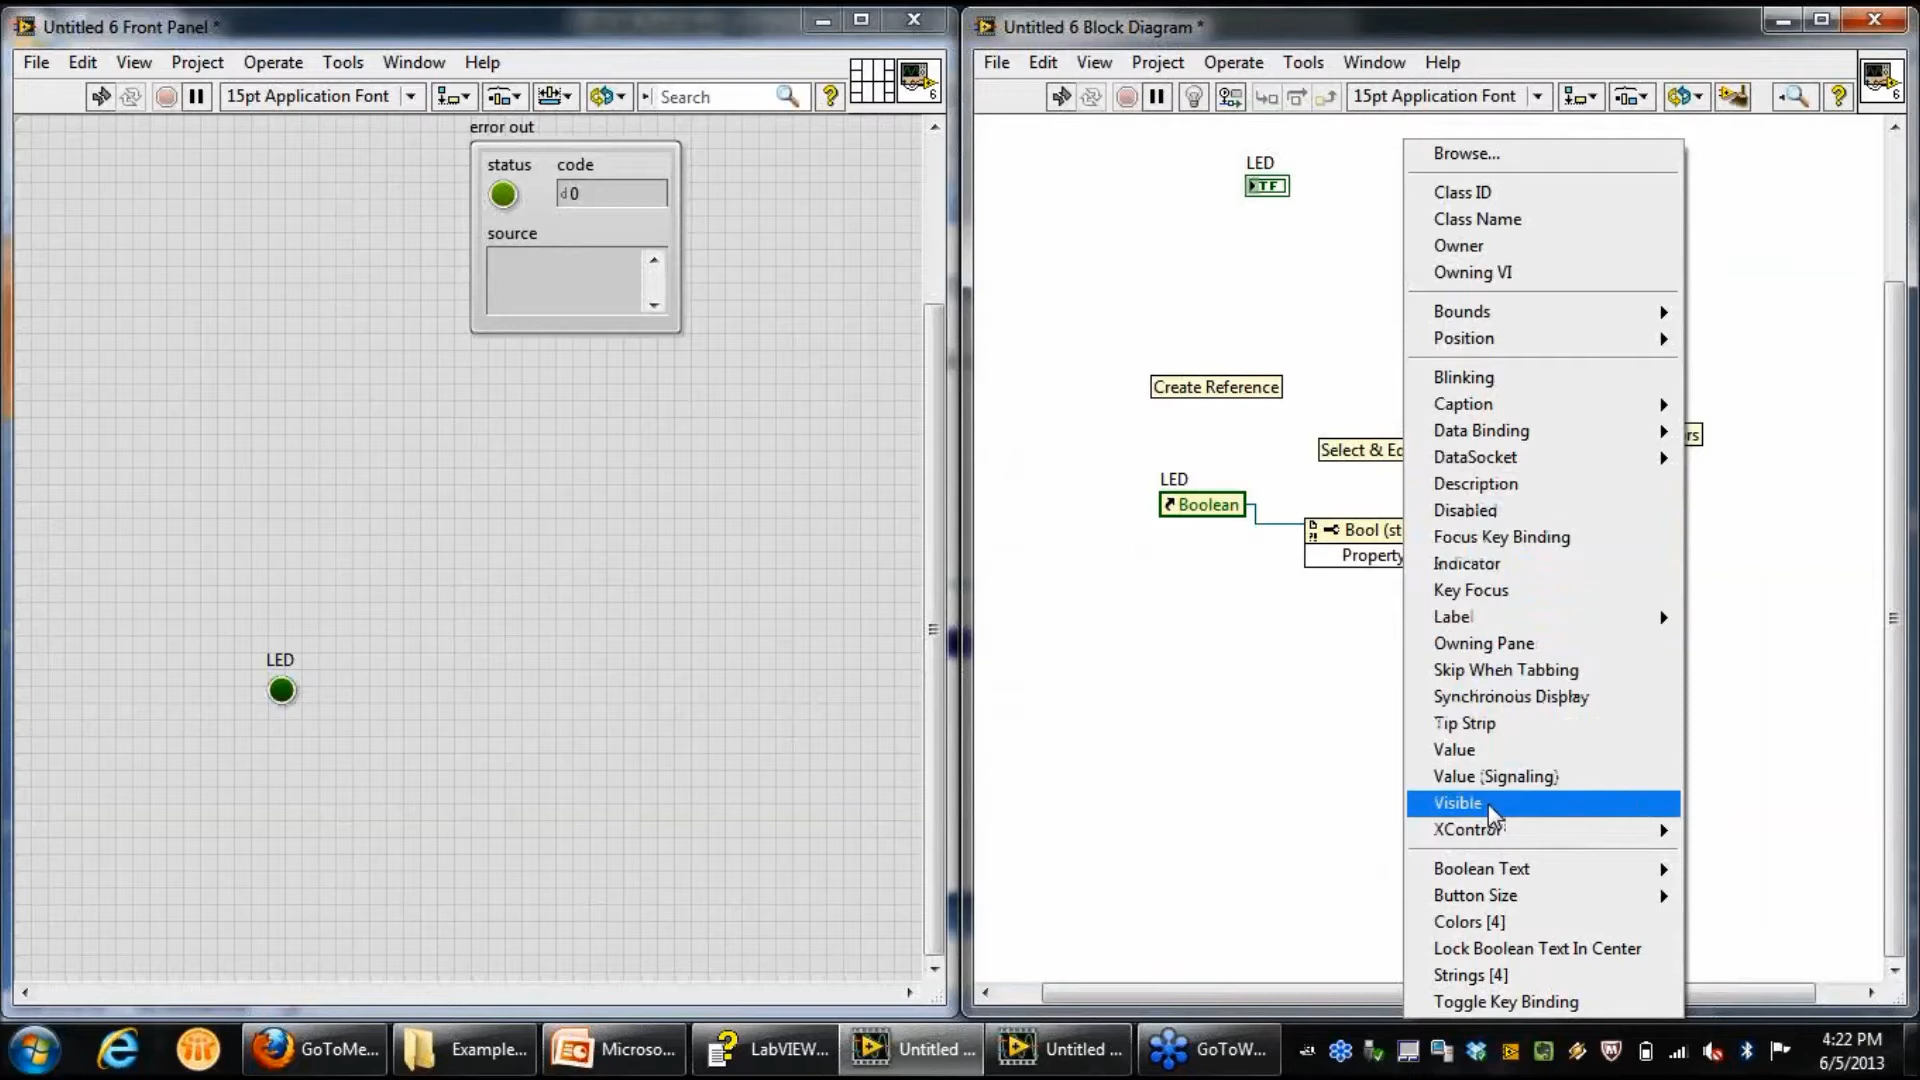 Untitled 6 Front Panel *
File Edit View Project Operate Tools Window Help
15pt Application Font Search
6
error out
status code
d 0
source
LED
Untitled 6 Block Diagram *
File Edit View Project Operate Tools Window Help
15pt Application Font
6
LED
TF
Create Reference
Select & Ed
rs
LED
Boolean
Bool (st
Property
Browse...
Class ID
Class Name
Owner
Owning VI
Bounds
Position
Blinking
Caption
Data Binding
DataSocket
Description
Disabled
Focus Key Binding
Indicator
Key Focus
Label
Owning Pane
Skip When Tabbing
Synchronous Display
Tip Strip
Value
Value (Signaling)
Visible
XControl
Boolean Text
Button Size
Colors [4]
Lock Boolean Text In Center
Strings [4]
Toggle Key Binding
GoToMe... Example... Microso... LabVIEW... Untitled ... Untitled ... GoToW...
4:22 PM
6/5/2013